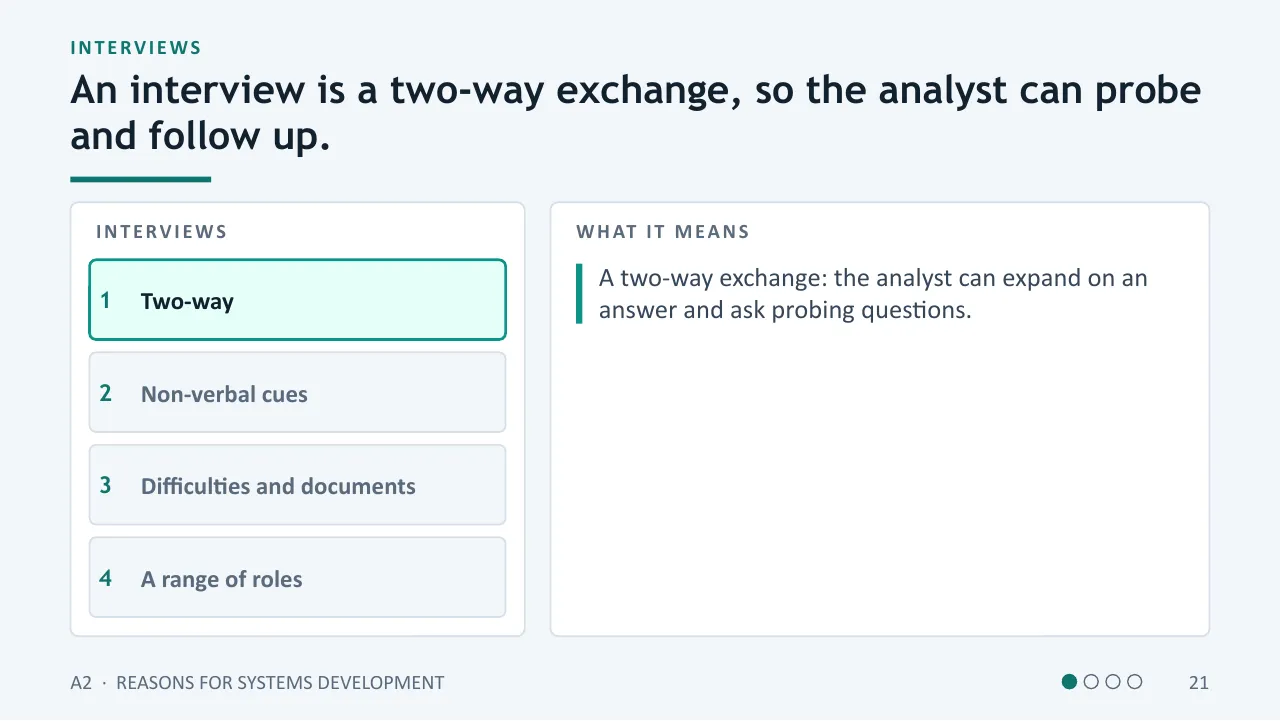 INTERVIEWS
An interview is a two-way exchange, so the analyst can probe
and follow up.
INTERVIEWS
1 Two-way
2 Non-verbal cues
3 Difficulties and documents
4 A range of roles
WHAT IT MEANS
A two-way exchange: the analyst can expand on an
answer and ask probing questions.
A2 · REASONS FOR SYSTEMS DEVELOPMENT
21